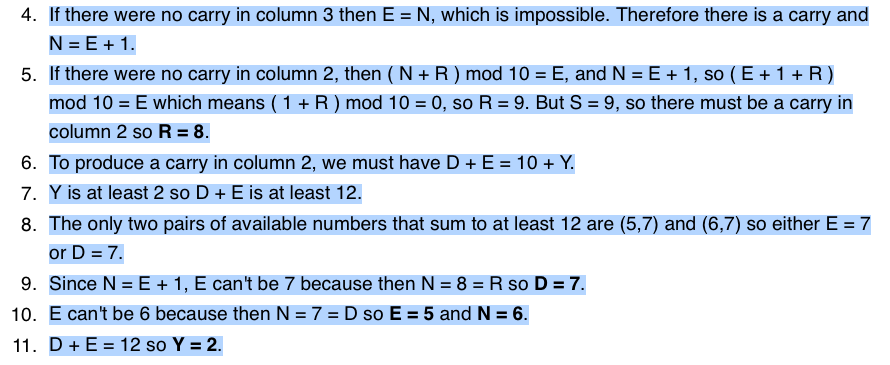 4. If there were no carry in column 3 then E = N, which is impossible. Therefore there is a carry and
N = E + 1.
5. If there were no carry in column 2, then ( N + R ) mod 10 = E, and N = E + 1, so ( E + 1 + R )
mod 10 = E which means ( 1 + R ) mod 10 = 0, so R = 9. But S = 9, so there must be a carry in
column 2 so R = 8.
6. To produce a carry in column 2, we must have D + E = 10 + Y.
7. Y is at least 2 so D + E is at least 12.
8. The only two pairs of available numbers that sum to at least 12 are (5,7) and (6,7) so either E = 7
or D = 7.
9. Since N = E + 1, E can't be 7 because then N = 8 = R so D = 7.
10. E can't be 6 because then N = 7 = D so E = 5 and N = 6.
11. D + E = 12 so Y = 2.